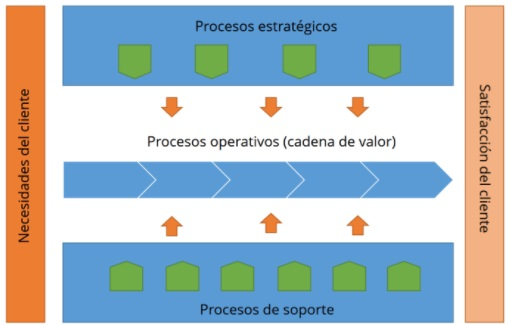 Necesidades del cliente
Procesos estratégicos
Procesos operativos (cadena de valor)
Procesos de soporte
Satisfacción del cliente